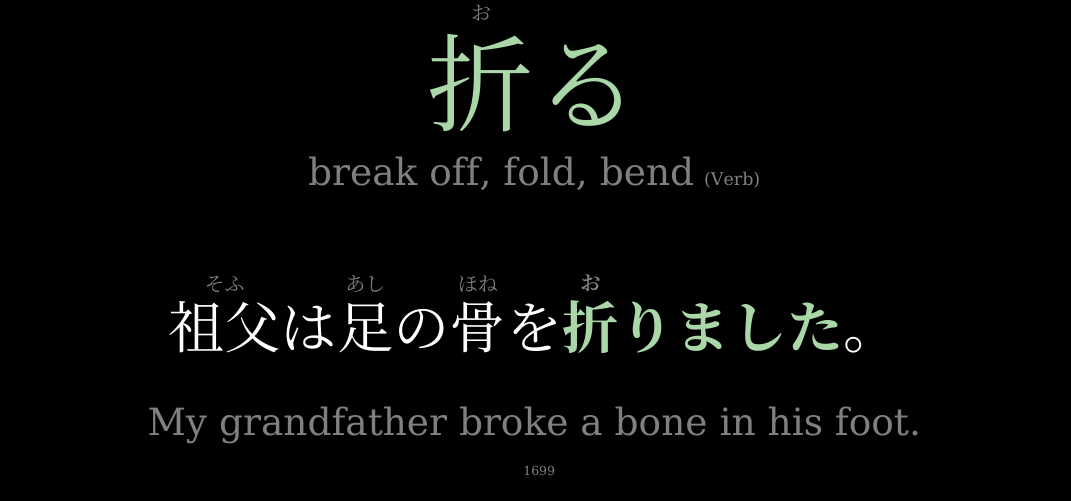 お
折る
break off, fold, bend (Verb)
そふ あし ほね お
祖父は足の骨を折りました。
My grandfather broke a bone in his foot.
1699